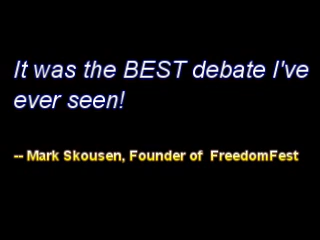 It was the BEST debate I've
ever seen!
-- Mark Skousen, Founder of  FreedomFest